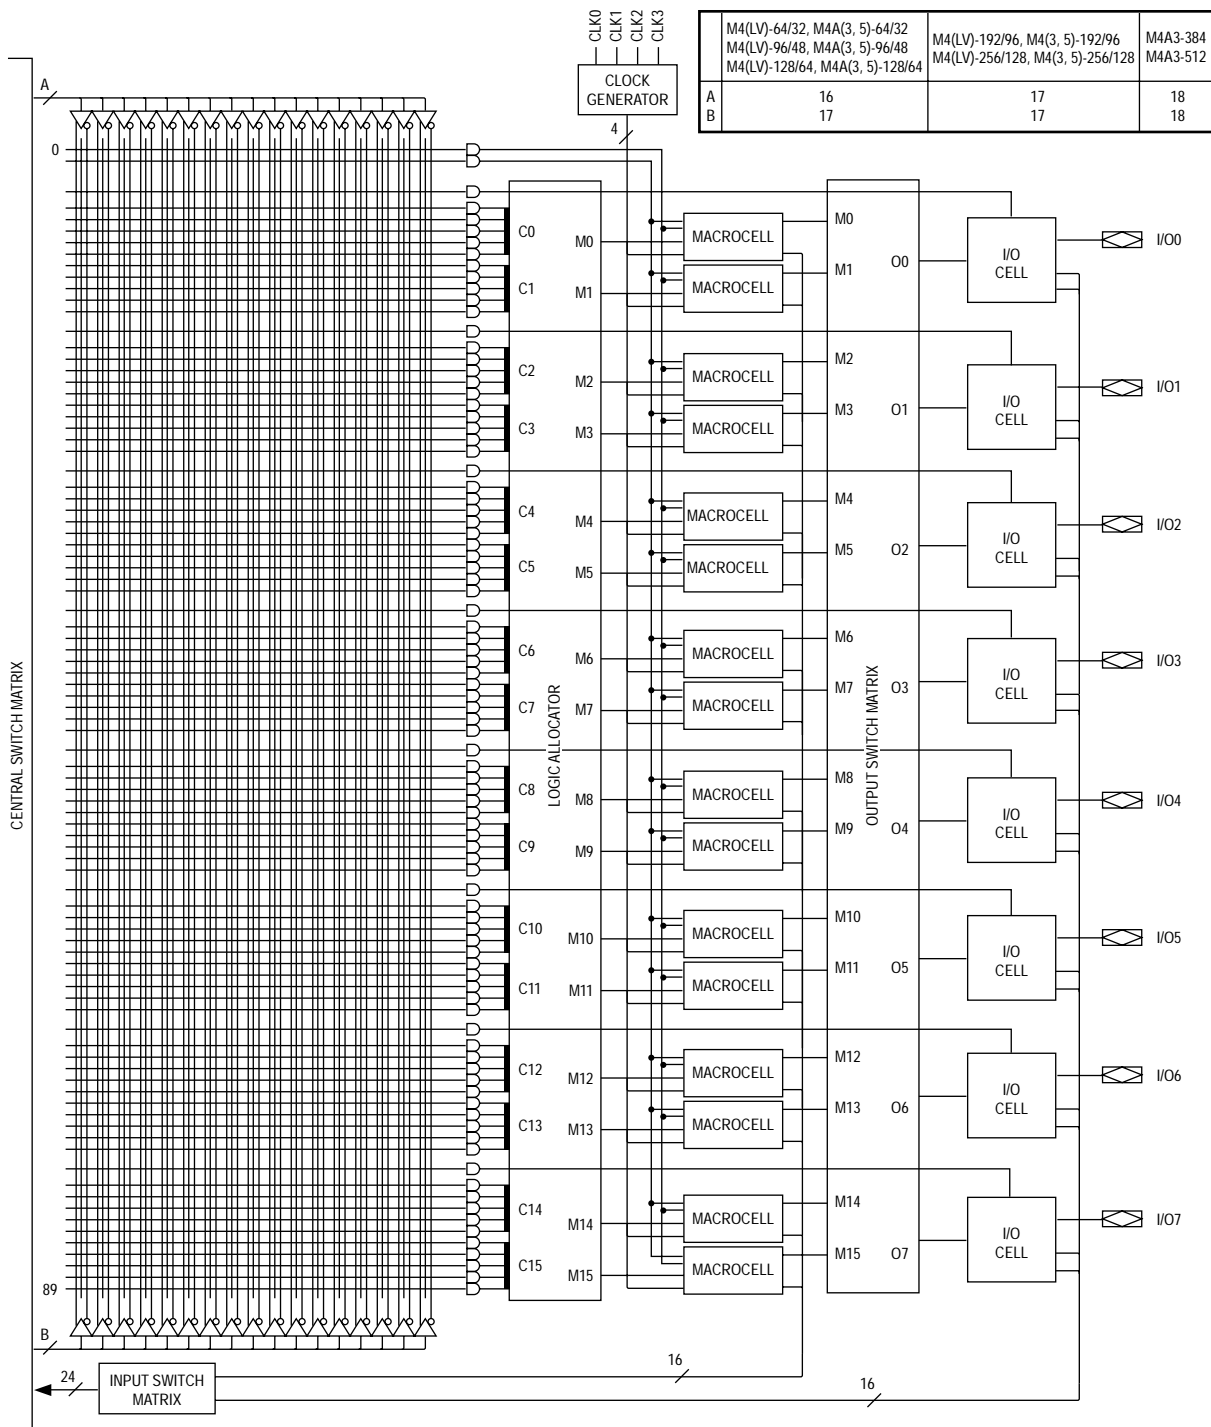 CLK0
CLK1
CLK2
CLK3
M4(LV)-64/32, M4A(3, 5)-64/32
M4(LV)-96/48, M4A(3, 5)-96/48
M4(LV)-128/64, M4A(3, 5)-128/64
M4(LV)-192/96, M4(3, 5)-192/96
M4(LV)-256/128, M4(3, 5)-256/128
M4A3-384
M4A3-512
A 16 17 18
B 17 17 18
CLOCK
GENERATOR
4
A
0
CENTRAL SWITCH MATRIX
LOGIC ALLOCATOR
OUTPUT SWITCH MATRIX
C0
M0
MACROCELL
M0
O0
I/O
CELL
I/O0
C1
M1
MACROCELL
M1
C2
M2
MACROCELL
M2
O1
I/O
CELL
I/O1
C3
M3
MACROCELL
M3
C4
M4
MACROCELL
M4
O2
I/O
CELL
I/O2
C5
M5
MACROCELL
M5
C6
M6
MACROCELL
M6
O3
I/O
CELL
I/O3
C7
M7
MACROCELL
M7
C8
M8
MACROCELL
M8
O4
I/O
CELL
I/O4
C9
M9
MACROCELL
M9
C10
M10
MACROCELL
M10
O5
I/O
CELL
I/O5
C11
M11
MACROCELL
M11
C12
M12
MACROCELL
M12
O6
I/O
CELL
I/O6
C13
M13
MACROCELL
M13
C14
M14
MACROCELL
M14
O7
I/O
CELL
I/O7
C15
M15
MACROCELL
M15
89
B
24
INPUT SWITCH
MATRIX
16
16